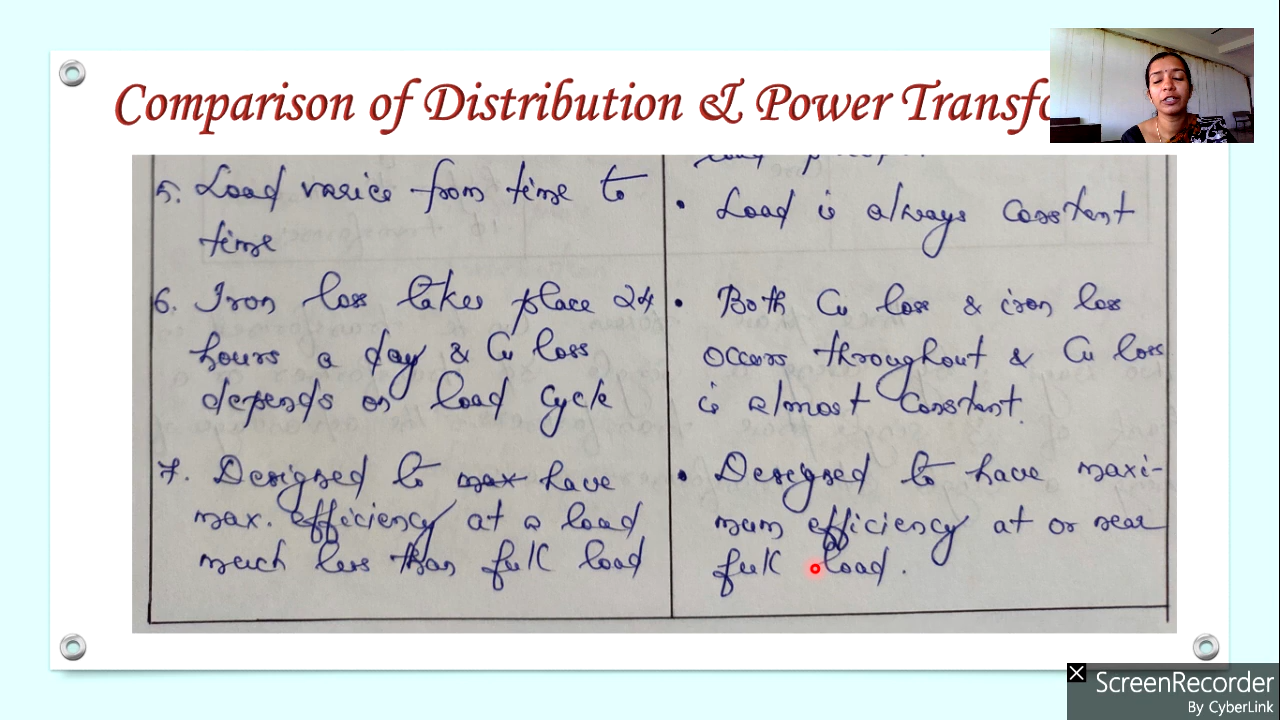 Comparison of Distribution & Power Transfo
5. Load varies from time to
time
6. Iron loss takes place 24
hours a day & Cu loss
depends on load cycle
7. Designed to max have
max. efficiency at a load
much less than full load
• Load is always constant
• Both Cu loss & iron loss
occurs throughout & Cu loss
is almost constant.
• Designed to have maxi-
mum efficiency at or near
full load.
ScreenRecorder
By CyberLink